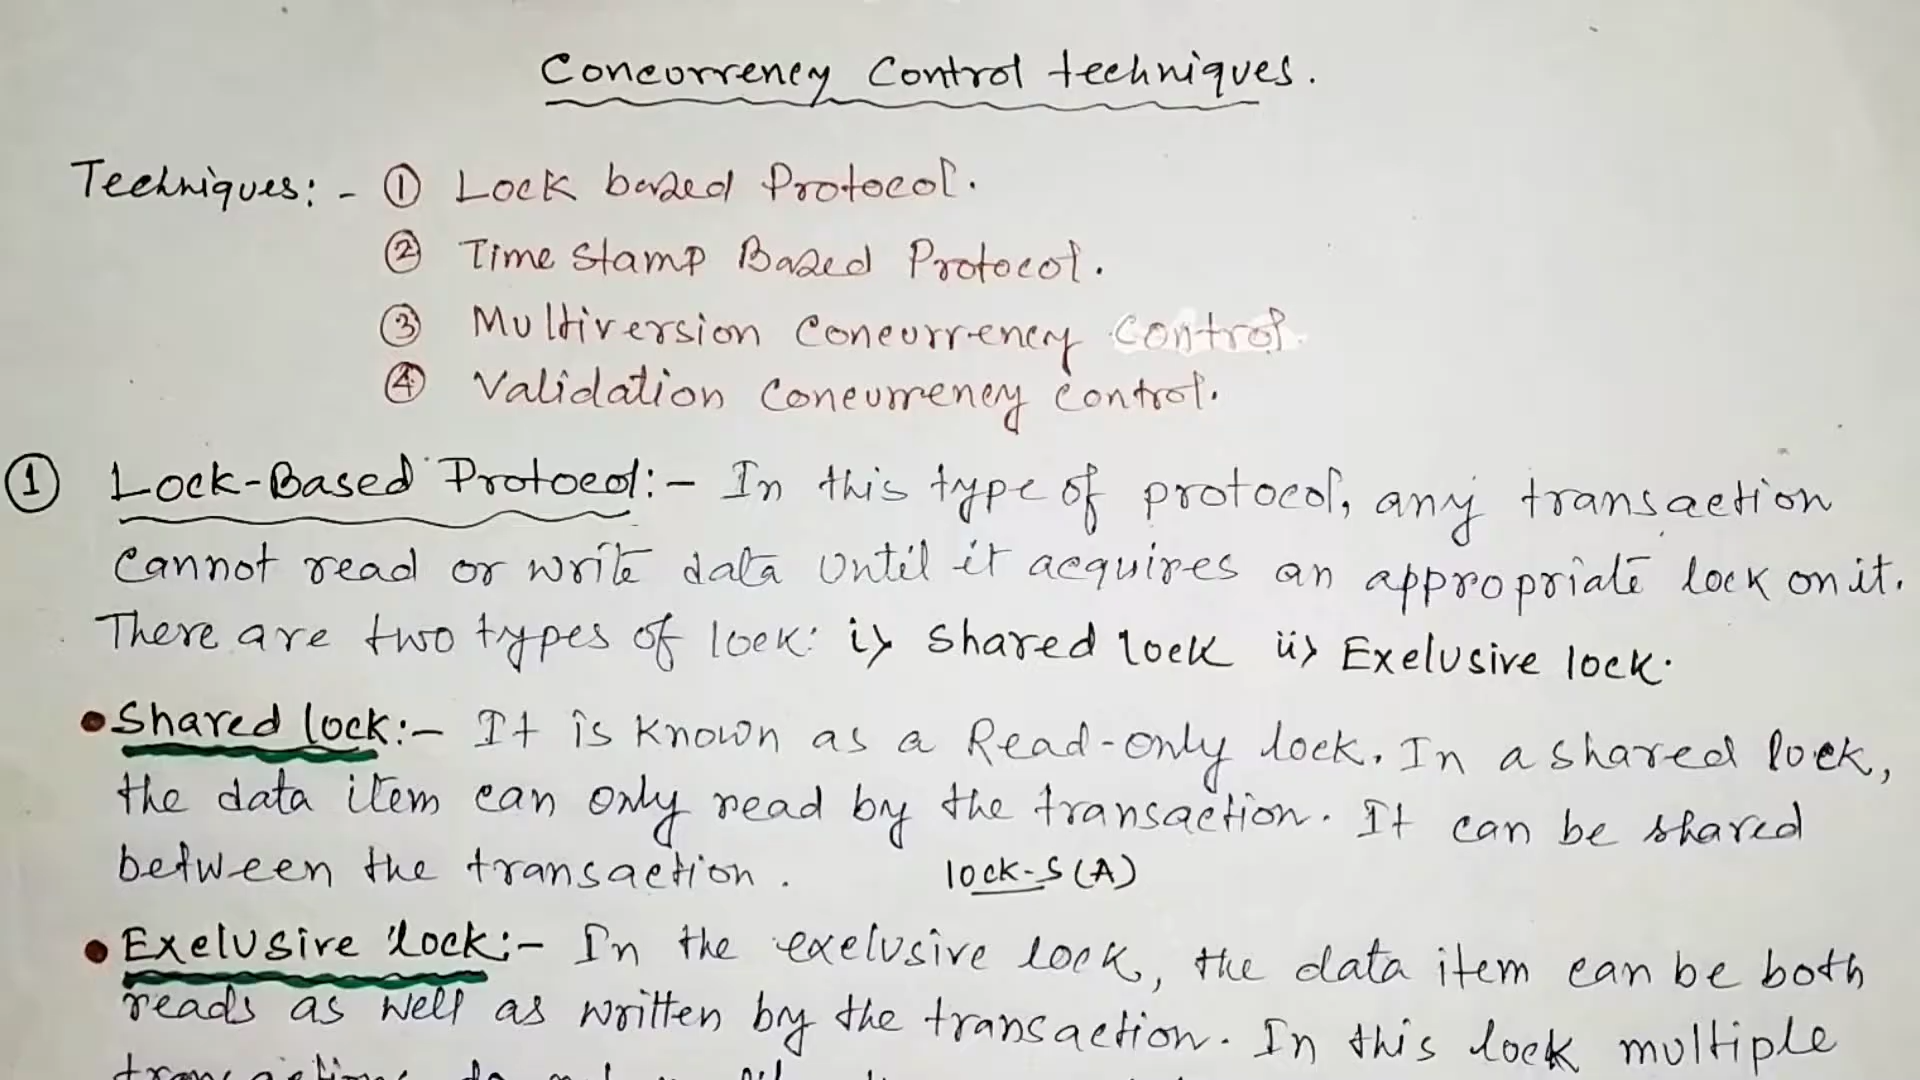 Concurrency Control techniques.
Techniques: - ① Lock based Protocol.
② Time stamp Based Protocol.
③ Multiversion Concurrency Control.
④ Validation Concurrency Control.
① Lock-Based Protocol:- In this type of protocol, any transaction
cannot read or write data until it acquires an appropriate lock on it.
There are two types of lock: i> Shared lock ii> Exclusive lock.
• Shared lock:- It is known as a Read-only lock. In a shared lock,
the data item can only read by the transaction. It can be shared
between the transaction. lock-S(A)
• Exclusive lock:- In the exclusive lock, the data item can be both
reads as well as written by the transaction. In this lock multiple